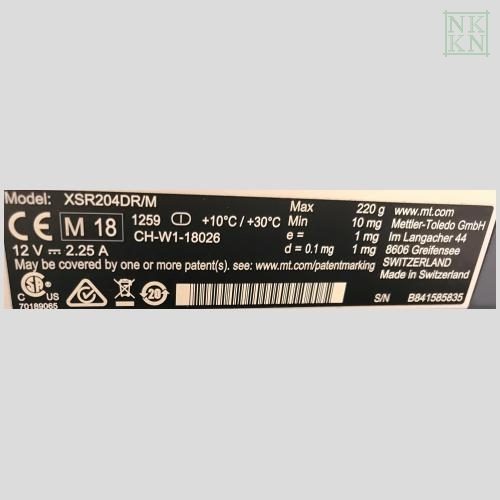 NK
KN
Model: XSR204DR/M
CE M 18 1259 +10°C / +30°C
CH-W1-18026
12 V 2.25 A
Max 220 g
Min 10 mg
e = 1 mg
d = 0.1 mg 1 mg
www.mt.com
Mettler-Toledo GmbH
Im Langacher 44
8606 Greifensee
SWITZERLAND
Made in Switzerland
May be covered by one or more patent(s). see: www.mt.com/patentmarking
C US
70189065
20
S/N B841585835